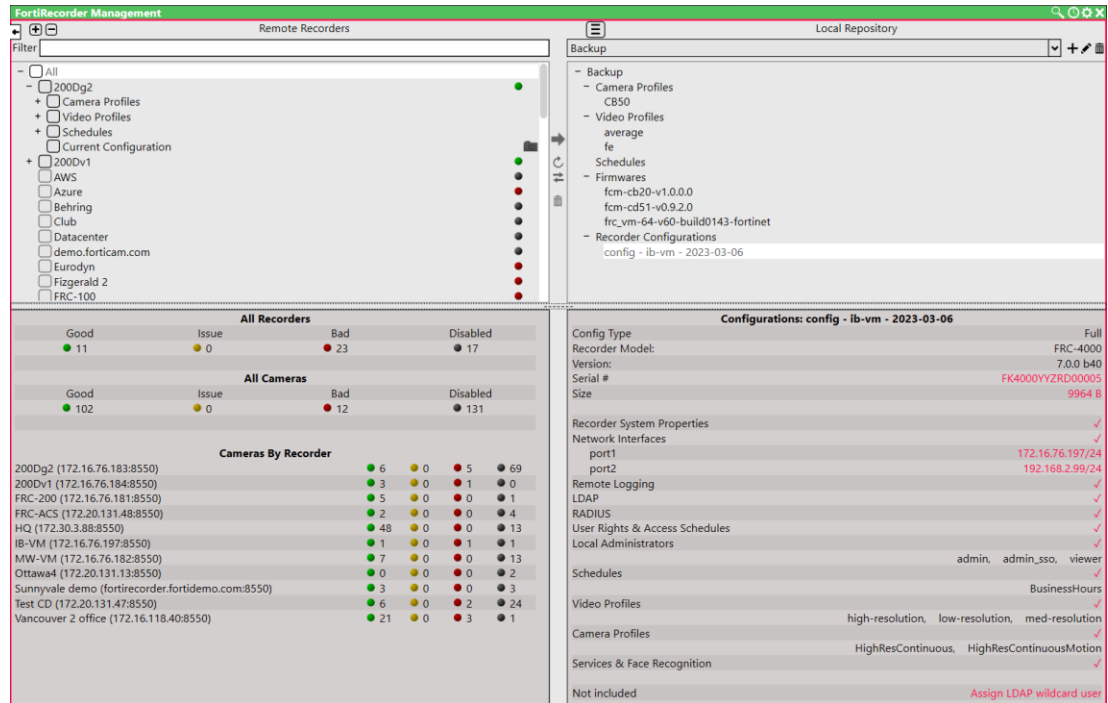 FortiRecorder Management
Remote Recorders
Filter
All
200Dg2
Camera Profiles
Video Profiles
Schedules
Current Configuration
200Dv1
AWS
Azure
Behring
Club
Datacenter
demo.forticam.com
Eurodyn
Fizgerald 2
FRC-100
Local Repository
Backup
Backup
Camera Profiles
CB50
Video Profiles
average
fe
Schedules
Firmwares
fcm-cb20-v1.0.0.0
fcm-cd51-v0.9.2.0
frc_vm-64-v60-build0143-fortinet
Recorder Configurations
config - ib-vm - 2023-03-06
All Recorders
Good Issue Bad Disabled
11 0 23 17
All Cameras
Good Issue Bad Disabled
102 0 12 131
Cameras By Recorder
200Dg2 (172.16.76.183:8550) 6 0 5 69
200Dv1 (172.16.76.184:8550) 3 0 1 0
FRC-200 (172.16.76.181:8550) 5 0 0 1
FRC-ACS (172.20.131.48:8550) 2 0 0 4
HQ (172.30.3.88:8550) 48 0 0 13
IB-VM (172.16.76.197:8550) 1 0 1 1
MW-VM (172.16.76.182:8550) 7 0 0 13
Ottawa4 (172.20.131.13:8550) 0 0 0 2
Sunnyvale demo (fortirecorder.fortidemo.com:8550) 3 0 0 3
Test CD (172.20.131.47:8550) 6 0 2 24
Vancouver 2 office (172.16.118.40:8550) 21 0 3 1
Configurations: config - ib-vm - 2023-03-06
Config Type Full
Recorder Model: FRC-4000
Version: 7.0.0 b40
Serial # FK4000YYZRD00005
Size 9964 B
Recorder System Properties ✓
Network Interfaces ✓
port1 172.16.76.197/24
port2 192.168.2.99/24
Remote Logging ✓
LDAP ✓
RADIUS ✓
User Rights & Access Schedules ✓
Local Administrators ✓
admin, admin_sso, viewer
Schedules ✓
BusinessHours
Video Profiles ✓
high-resolution, low-resolution, med-resolution
Camera Profiles ✓
HighResContinuous, HighResContinuousMotion
Services & Face Recognition ✓
Not included Assign LDAP wildcard user